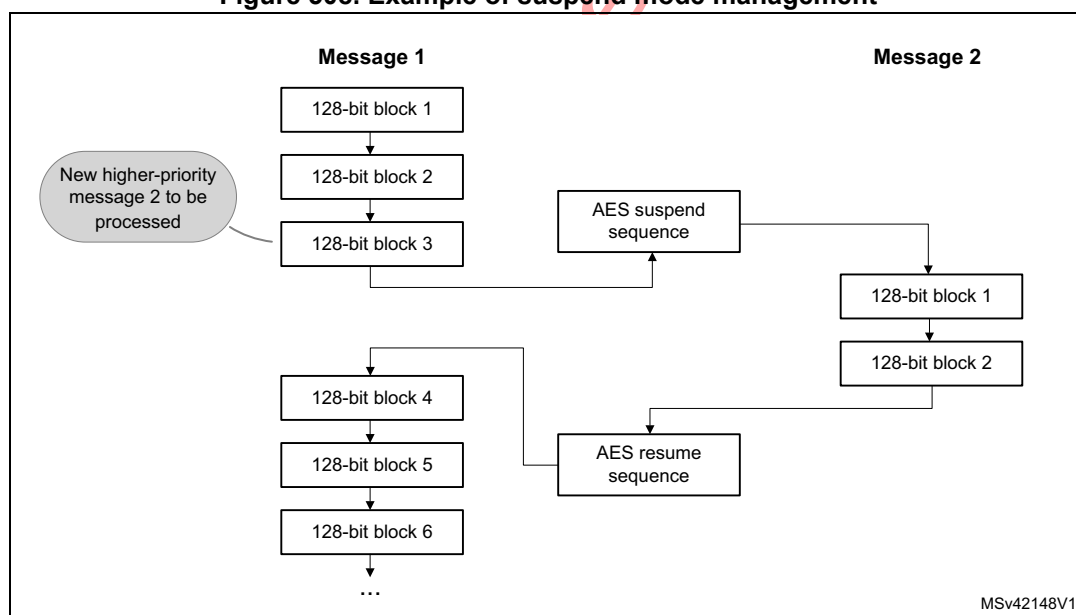 Message 1
Message 2
128-bit block 1
128-bit block 2
128-bit block 3
New higher-priority
message 2 to be
processed
AES suspend
sequence
128-bit block 1
128-bit block 2
AES resume
sequence
128-bit block 4
128-bit block 5
128-bit block 6
...
MSv42148V1